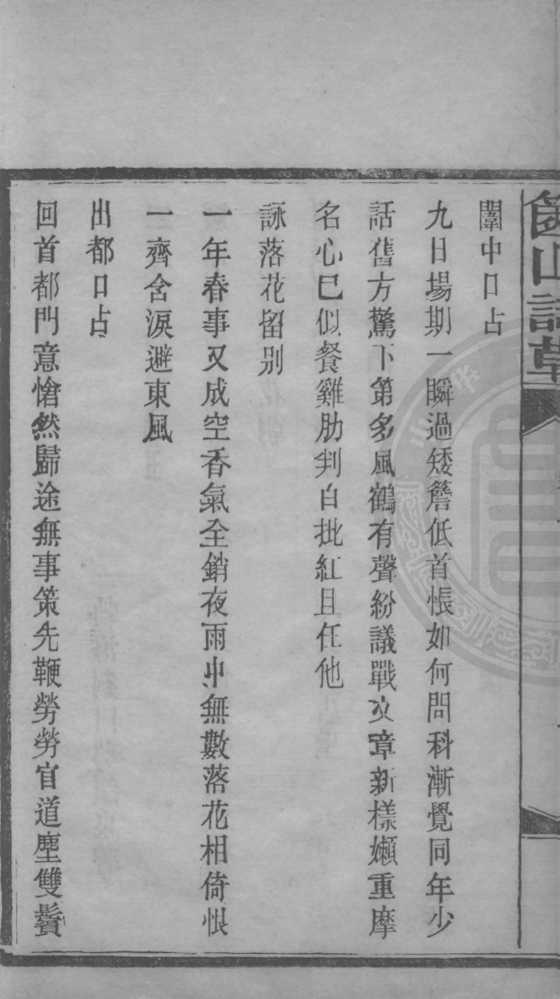 闈中口占
九日場期一瞬過矮簷低首悵如何問科漸覺同年少
話舊方驚下第多風鶴有聲紛議戰文章新樣嬾重摩
名心已似餐雞肋判白批紅且任他
詠落花留別
一年春事又成空香氣全銷夜雨中無數落花相倚恨
一齊含淚避東風
出都口占
回首都門意愴然歸途無事策先鞭勞勞官道塵雙鬢